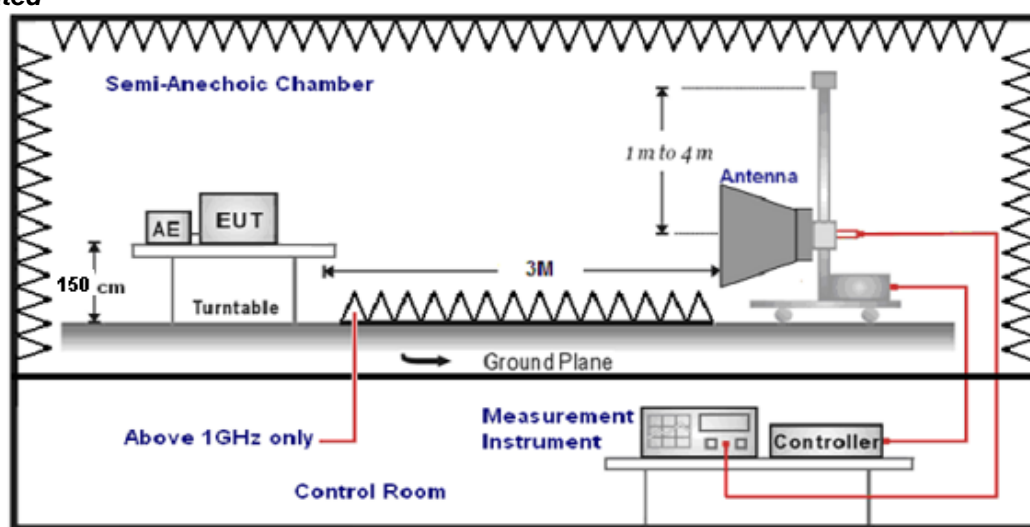 Semi-Anechoic Chamber
1 m to 4 m
Antenna
AE
EUT
3M
150 cm
Turntable
Ground Plane
Above 1GHz only
Measurement
Instrument
Controller
Control Room